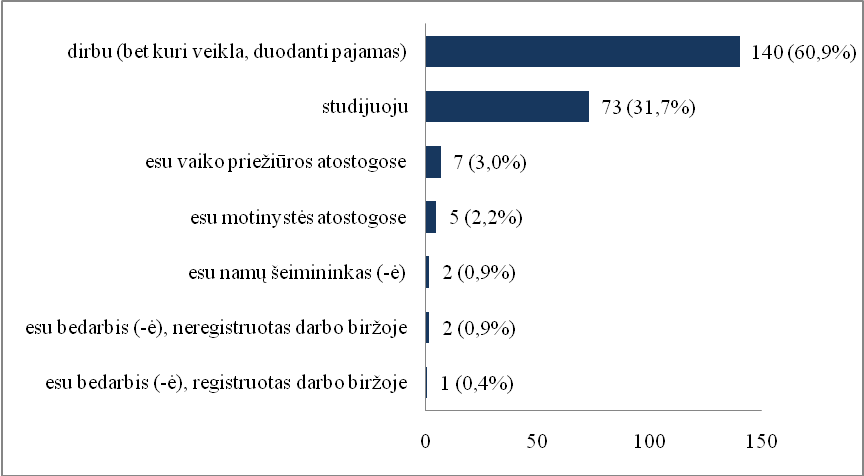 dirbu (bet kuri veikla, duodanti pajamas) 140 (60,9%)
studijuoju 73 (31,7%)
esu vaiko priežiūros atostogose 7 (3,0%)
esu motinystės atostogose 5 (2,2%)
esu namų šeimininkas (-ė) 2 (0,9%)
esu bedarbis (-ė), neregistruotas darbo biržoje 2 (0,9%)
esu bedarbis (-ė), registruotas darbo biržoje 1 (0,4%)
0 50 100 150